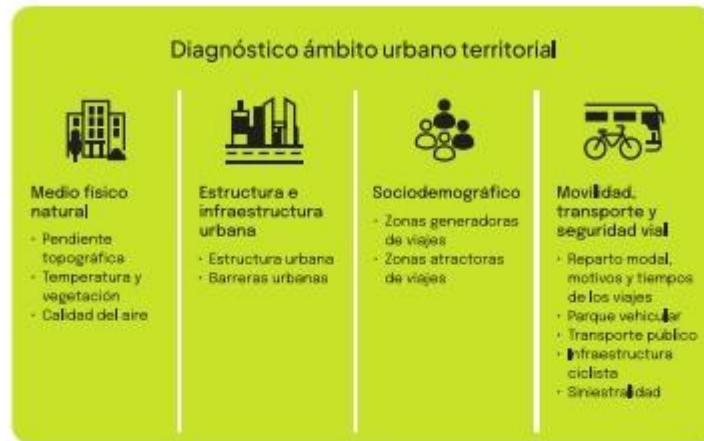 Diagnóstico ámbito urbano territorial
Medio físico
natural
• Pendiente
topográfica
• Temperatura y
vegetación
• Calidad del aire
Estructura e
infraestructura
urbana
• Estructura urbana
• Barreras urbanas
Sociodemográfico
• Zonas generadoras
de viajes
• Zonas atractoras
de viajes
Movilidad,
transporte y
seguridad vial
• Reparto modal,
motivos y tiempos
de los viajes
• Parque vehicular
• Transporte público
• Infraestructura
ciclista
• Siniestralidad